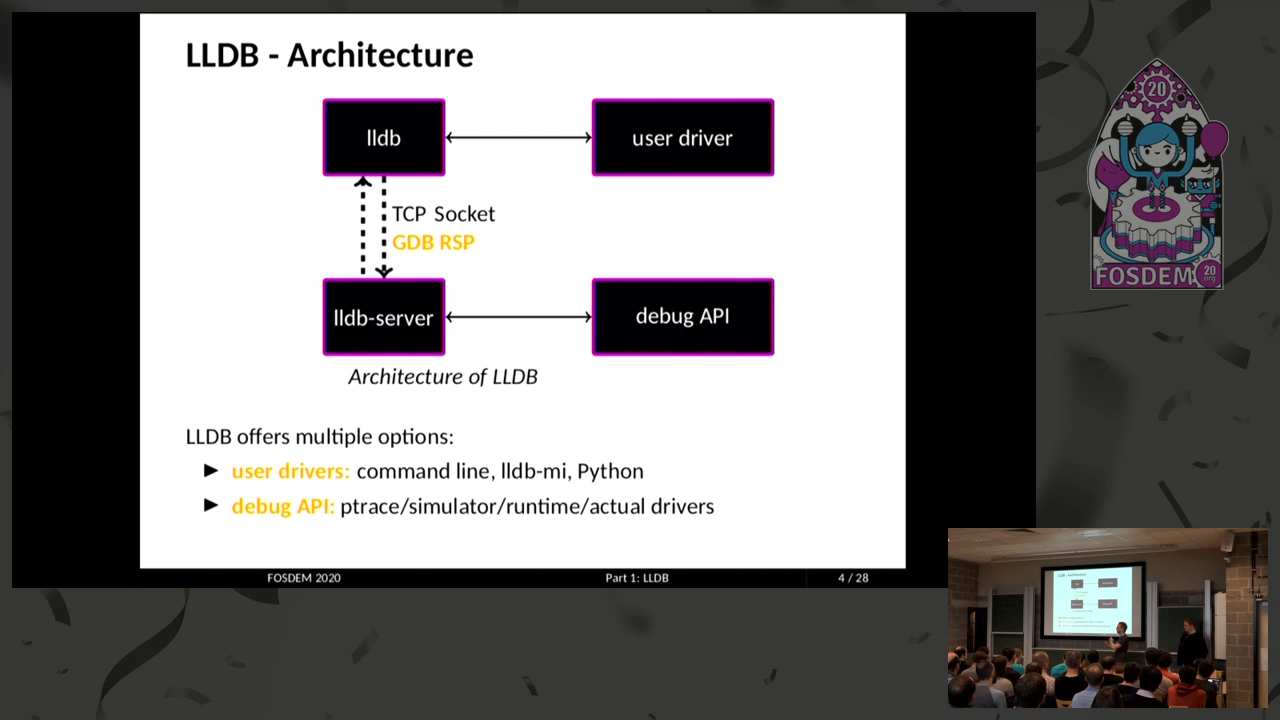 LLDB - Architecture
lldb
user driver
TCP Socket
GDB RSP
lldb-server
debug API
Architecture of LLDB
LLDB offers multiple options:
► user drivers: command line, lldb-mi, Python
► debug API: ptrace/simulator/runtime/actual drivers
FOSDEM 2020
Part 1: LLDB
4 / 28
20
FOSDEM
20
org